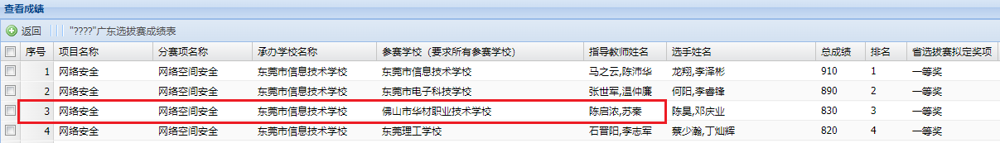 查看成绩
返回 "????"广东选拔赛成绩表
序号 项目名称 分赛项名称 承办学校名称 参赛学校（要求所有参赛学校） 指导教师姓名 选手姓名 总成绩 排名 省选拔赛拟定奖项
1 网络安全 网络空间安全 东莞市信息技术学校 东莞市信息技术学校 马之云,陈沛华 龙翔,李泽彬 910 1 一等奖
2 网络安全 网络空间安全 东莞市信息技术学校 东莞市电子科技学校 张世军,温仲廉 何阳,李睿锋 890 2 一等奖
3 网络安全 网络空间安全 东莞市信息技术学校 佛山市华材职业技术学校 陈启浓,苏秦 陈昊,邓庆业 830 3 一等奖
4 网络安全 网络空间安全 东莞市信息技术学校 东莞理工学校 石晋阳,李志军 蔡少瀚,丁灿辉 820 4 一等奖